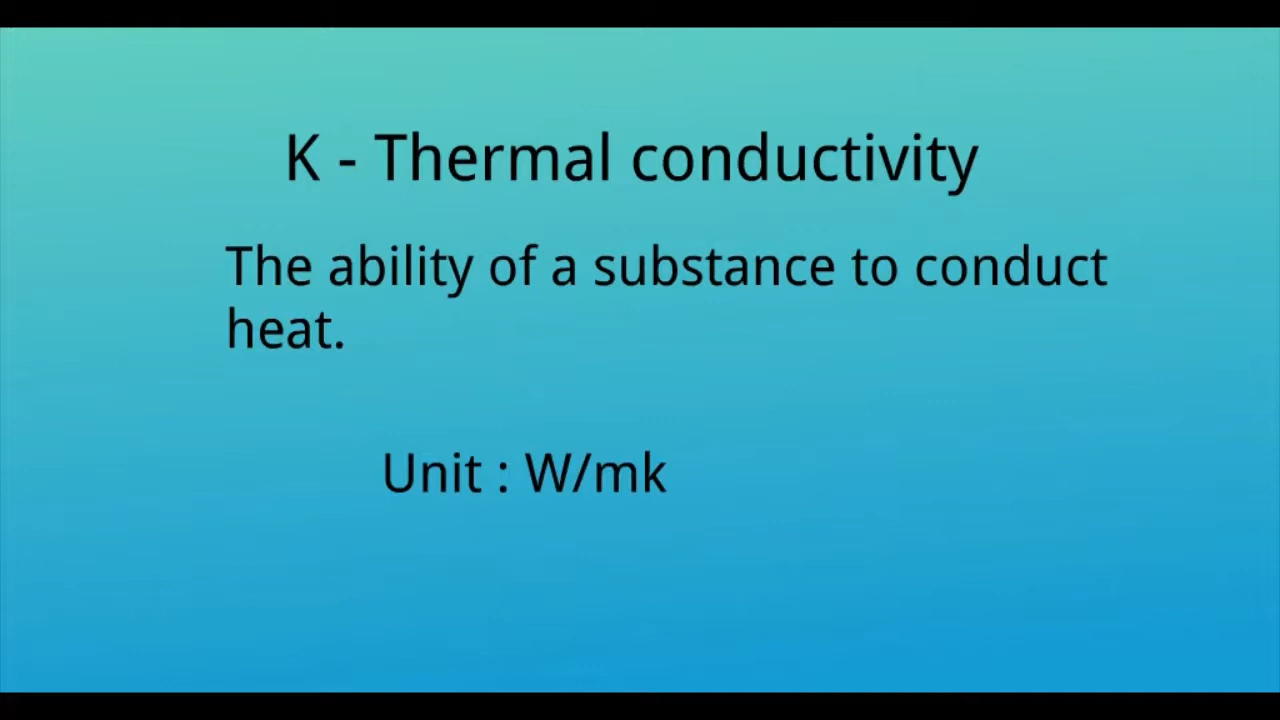 K - Thermal conductivity
The ability of a substance to conduct
heat.
Unit : W/mk